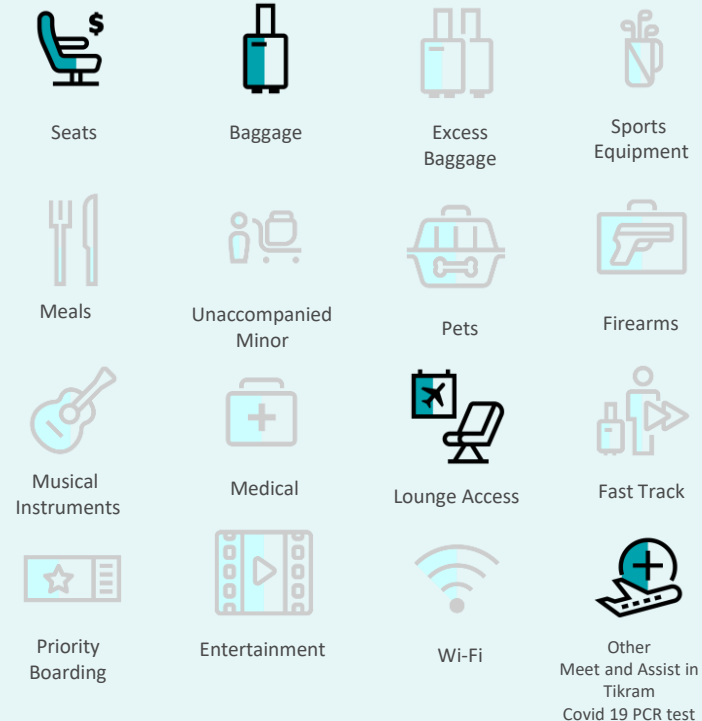 $
Seats
Baggage
Excess
Baggage
Sports
Equipment
Meals
Unaccompanied
Minor
Pets
Firearms
Musical
Instruments
Medical
Lounge Access
Fast Track
Priority
Boarding
Entertainment
Wi-Fi
Other
Meet and Assist in
Tikram
Covid 19 PCR test